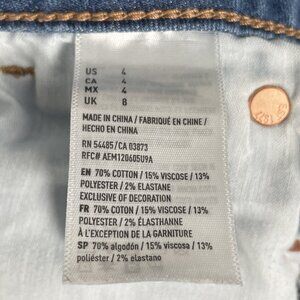 US 4
CA 4
MX 4
UK 8
MADE IN CHINA / FABRIQUÉ EN CHINE /
HECHO EN CHINA
RN 54485/CA 03873
RFC# AEM120605U9A
EN 70% COTTON / 15% VISCOSE / 13%
POLYESTER / 2% ELASTANE
EXCLUSIVE OF DECORATION
FR 70% COTON / 15% VISCOSE / 13%
POLYESTER / 2% ÉLASTHANNE
À L'EXCEPTION DE LA GARNITURE
SP 70% algodón / 15% viscosa / 13%
poliéster / 2% elastano